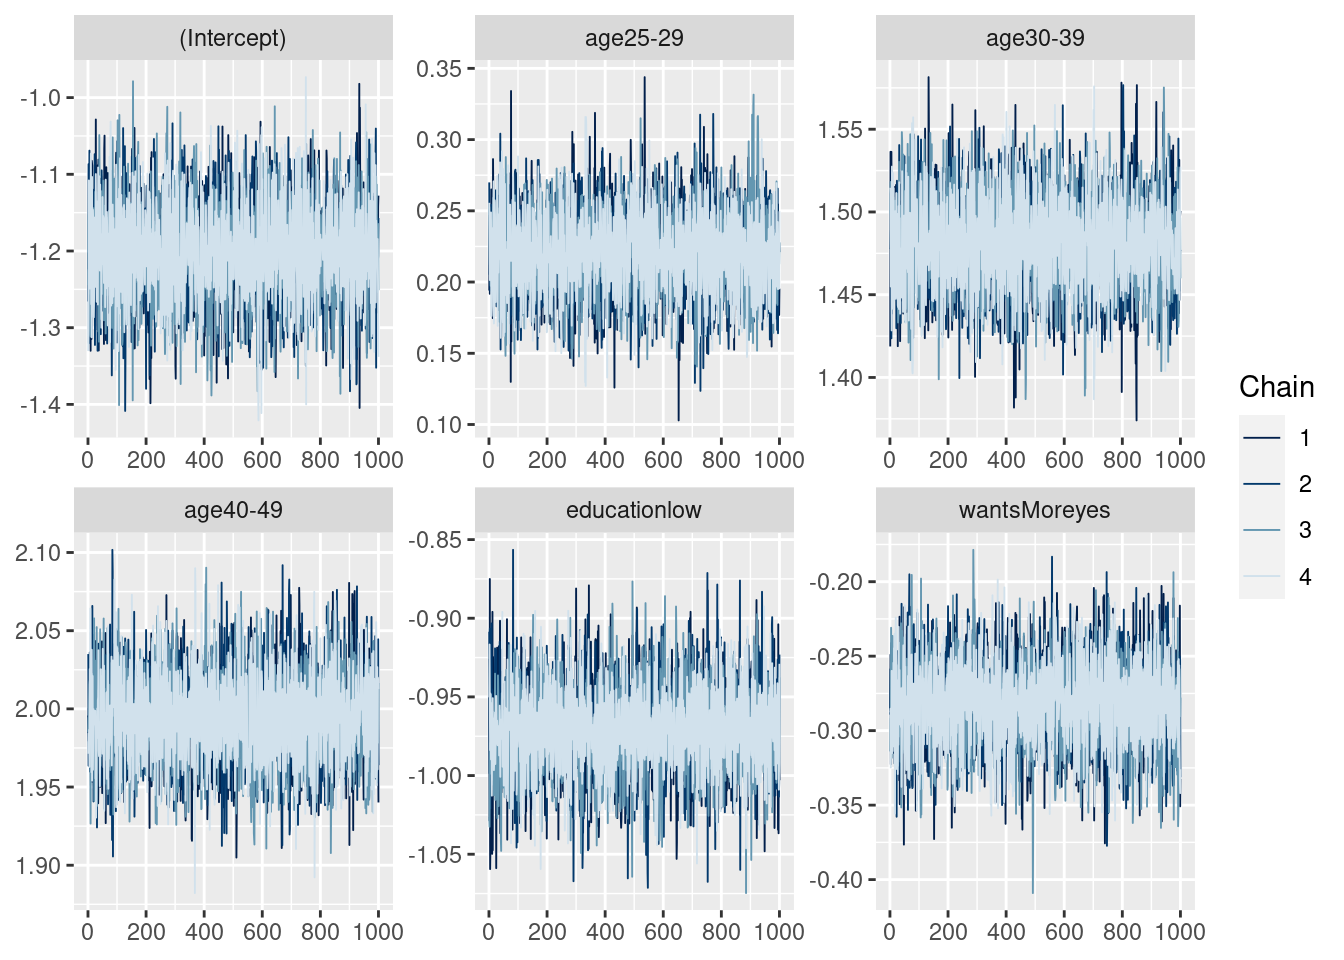 (Intercept)
age25-29
age30-39
-1.0
-1.1
-1.2
-1.3
-1.4
0.35
0.30
0.25
0.20
0.15
0.10
1.55
1.50
1.45
1.40
0 200 400 600 800 1000
0 200 400 600 800 1000
0 200 400 600 800 1000
age40-49
educationlow
wantsMoreyes
2.10
2.05
2.00
1.95
1.90
-0.85
-0.90
-0.95
-1.00
-1.05
-0.20
-0.25
-0.30
-0.35
-0.40
0 200 400 600 800 1000
0 200 400 600 800 1000
0 200 400 600 800 1000
Chain
1
2
3
4